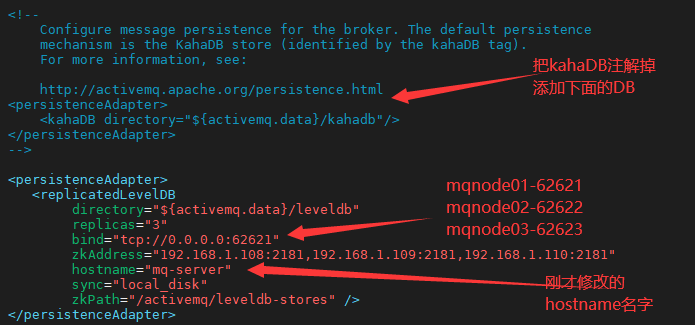 <!--
Configure message persistence for the broker. The default persistence
mechanism is the KahaDB store (identified by the kahaDB tag).
For more information, see:
http://activemq.apache.org/persistence.html
<persistenceAdapter>
<kahaDB directory="${activemq.data}/kahadb"/>
</persistenceAdapter>
-->
把kahaDB注解掉
添加下面的DB
<persistenceAdapter>
<replicatedLevelDB
directory="${activemq.data}/leveldb"
replicas="3"
bind="tcp://0.0.0.0:62621"
zkAddress="192.168.1.108:2181,192.168.1.109:2181,192.168.1.110:2181"
hostname="mq-server"
sync="local_disk"
zkPath="/activemq/leveldb-stores" />
</persistenceAdapter>
mqnode01-62621
mqnode02-62622
mqnode03-62623
刚才修改的
hostname名字